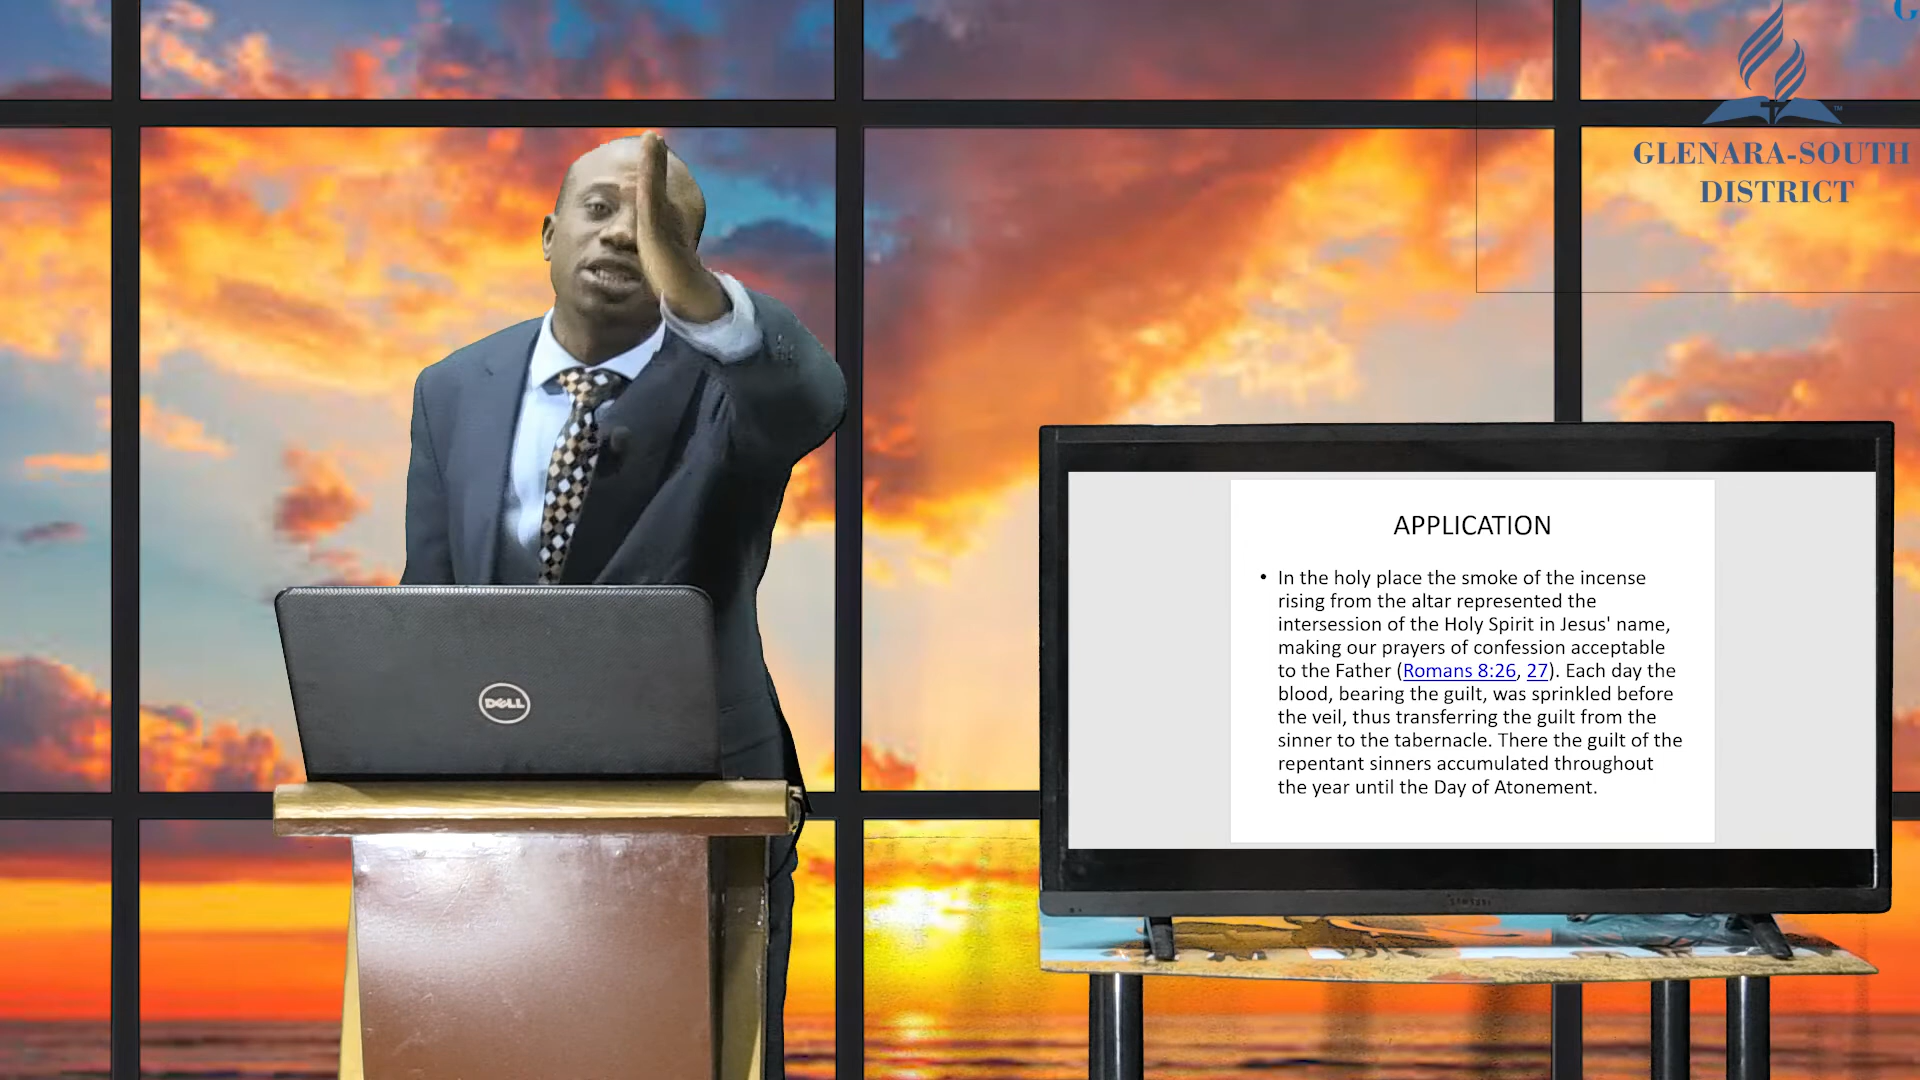 G
GLENARA-SOUTH
DISTRICT
APPLICATION
• In the holy place the smoke of the incense
rising from the altar represented the
intersession of the Holy Spirit in Jesus' name,
making our prayers of confession acceptable
to the Father (Romans 8:26, 27). Each day the
blood, bearing the guilt, was sprinkled before
the veil, thus transferring the guilt from the
sinner to the tabernacle. There the guilt of the
repentant sinners accumulated throughout
the year until the Day of Atonement.
DELL
SAMSUNG